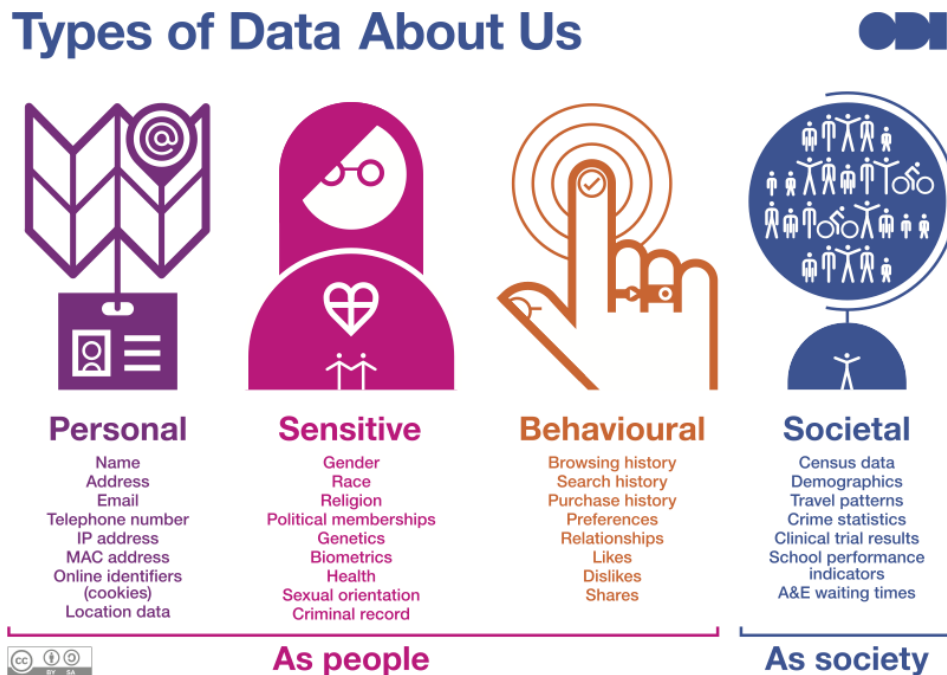 Types of Data About Us
ODI
@
Personal
Name
Address
Email
Telephone number
IP address
MAC address
Online identifiers
(cookies)
Location data
Sensitive
Gender
Race
Religion
Political memberships
Genetics
Biometrics
Health
Sexual orientation
Criminal record
Behavioural
Browsing history
Search history
Purchase history
Preferences
Relationships
Likes
Dislikes
Shares
Societal
Census data
Demographics
Travel patterns
Crime statistics
Clinical trial results
School performance
indicators
A&E waiting times
As people
As society
cc
BY SA